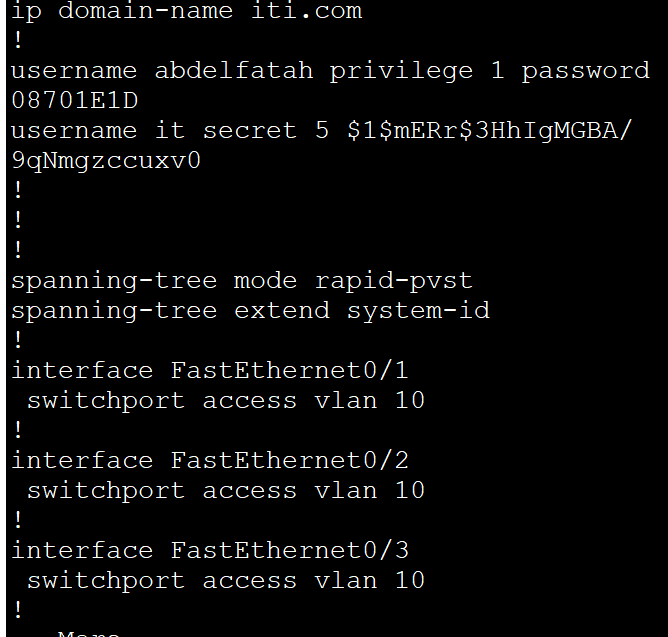 ip domain-name iti.com
!
username abdelfatah privilege 1 password
08701E1D
username it secret 5 $1$mERr$3HhIgMGBA/
9qNmgzccuxv0
!
!
!
spanning-tree mode rapid-pvst
spanning-tree extend system-id
!
interface FastEthernet0/1
 switchport access vlan 10
!
interface FastEthernet0/2
 switchport access vlan 10
!
interface FastEthernet0/3
 switchport access vlan 10
!
More